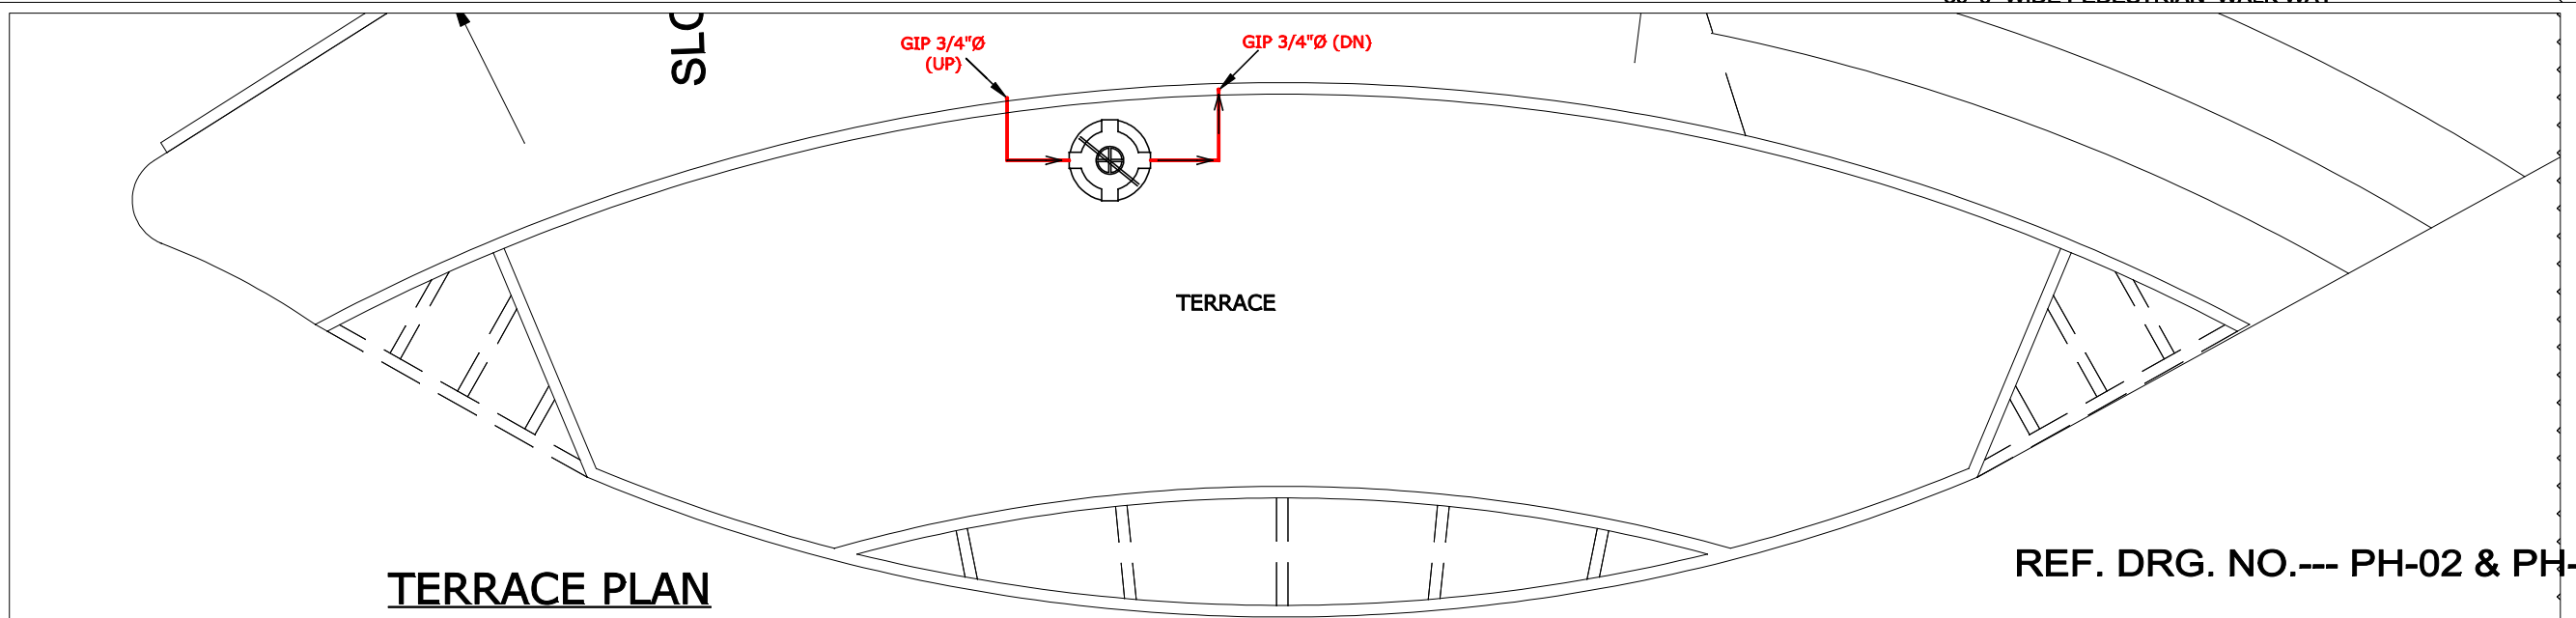 GIP 3/4"Ø
(UP)
GIP 3/4"Ø (DN)
TERRACE
TERRACE PLAN
REF. DRG. NO.--- PH-02 & PH-